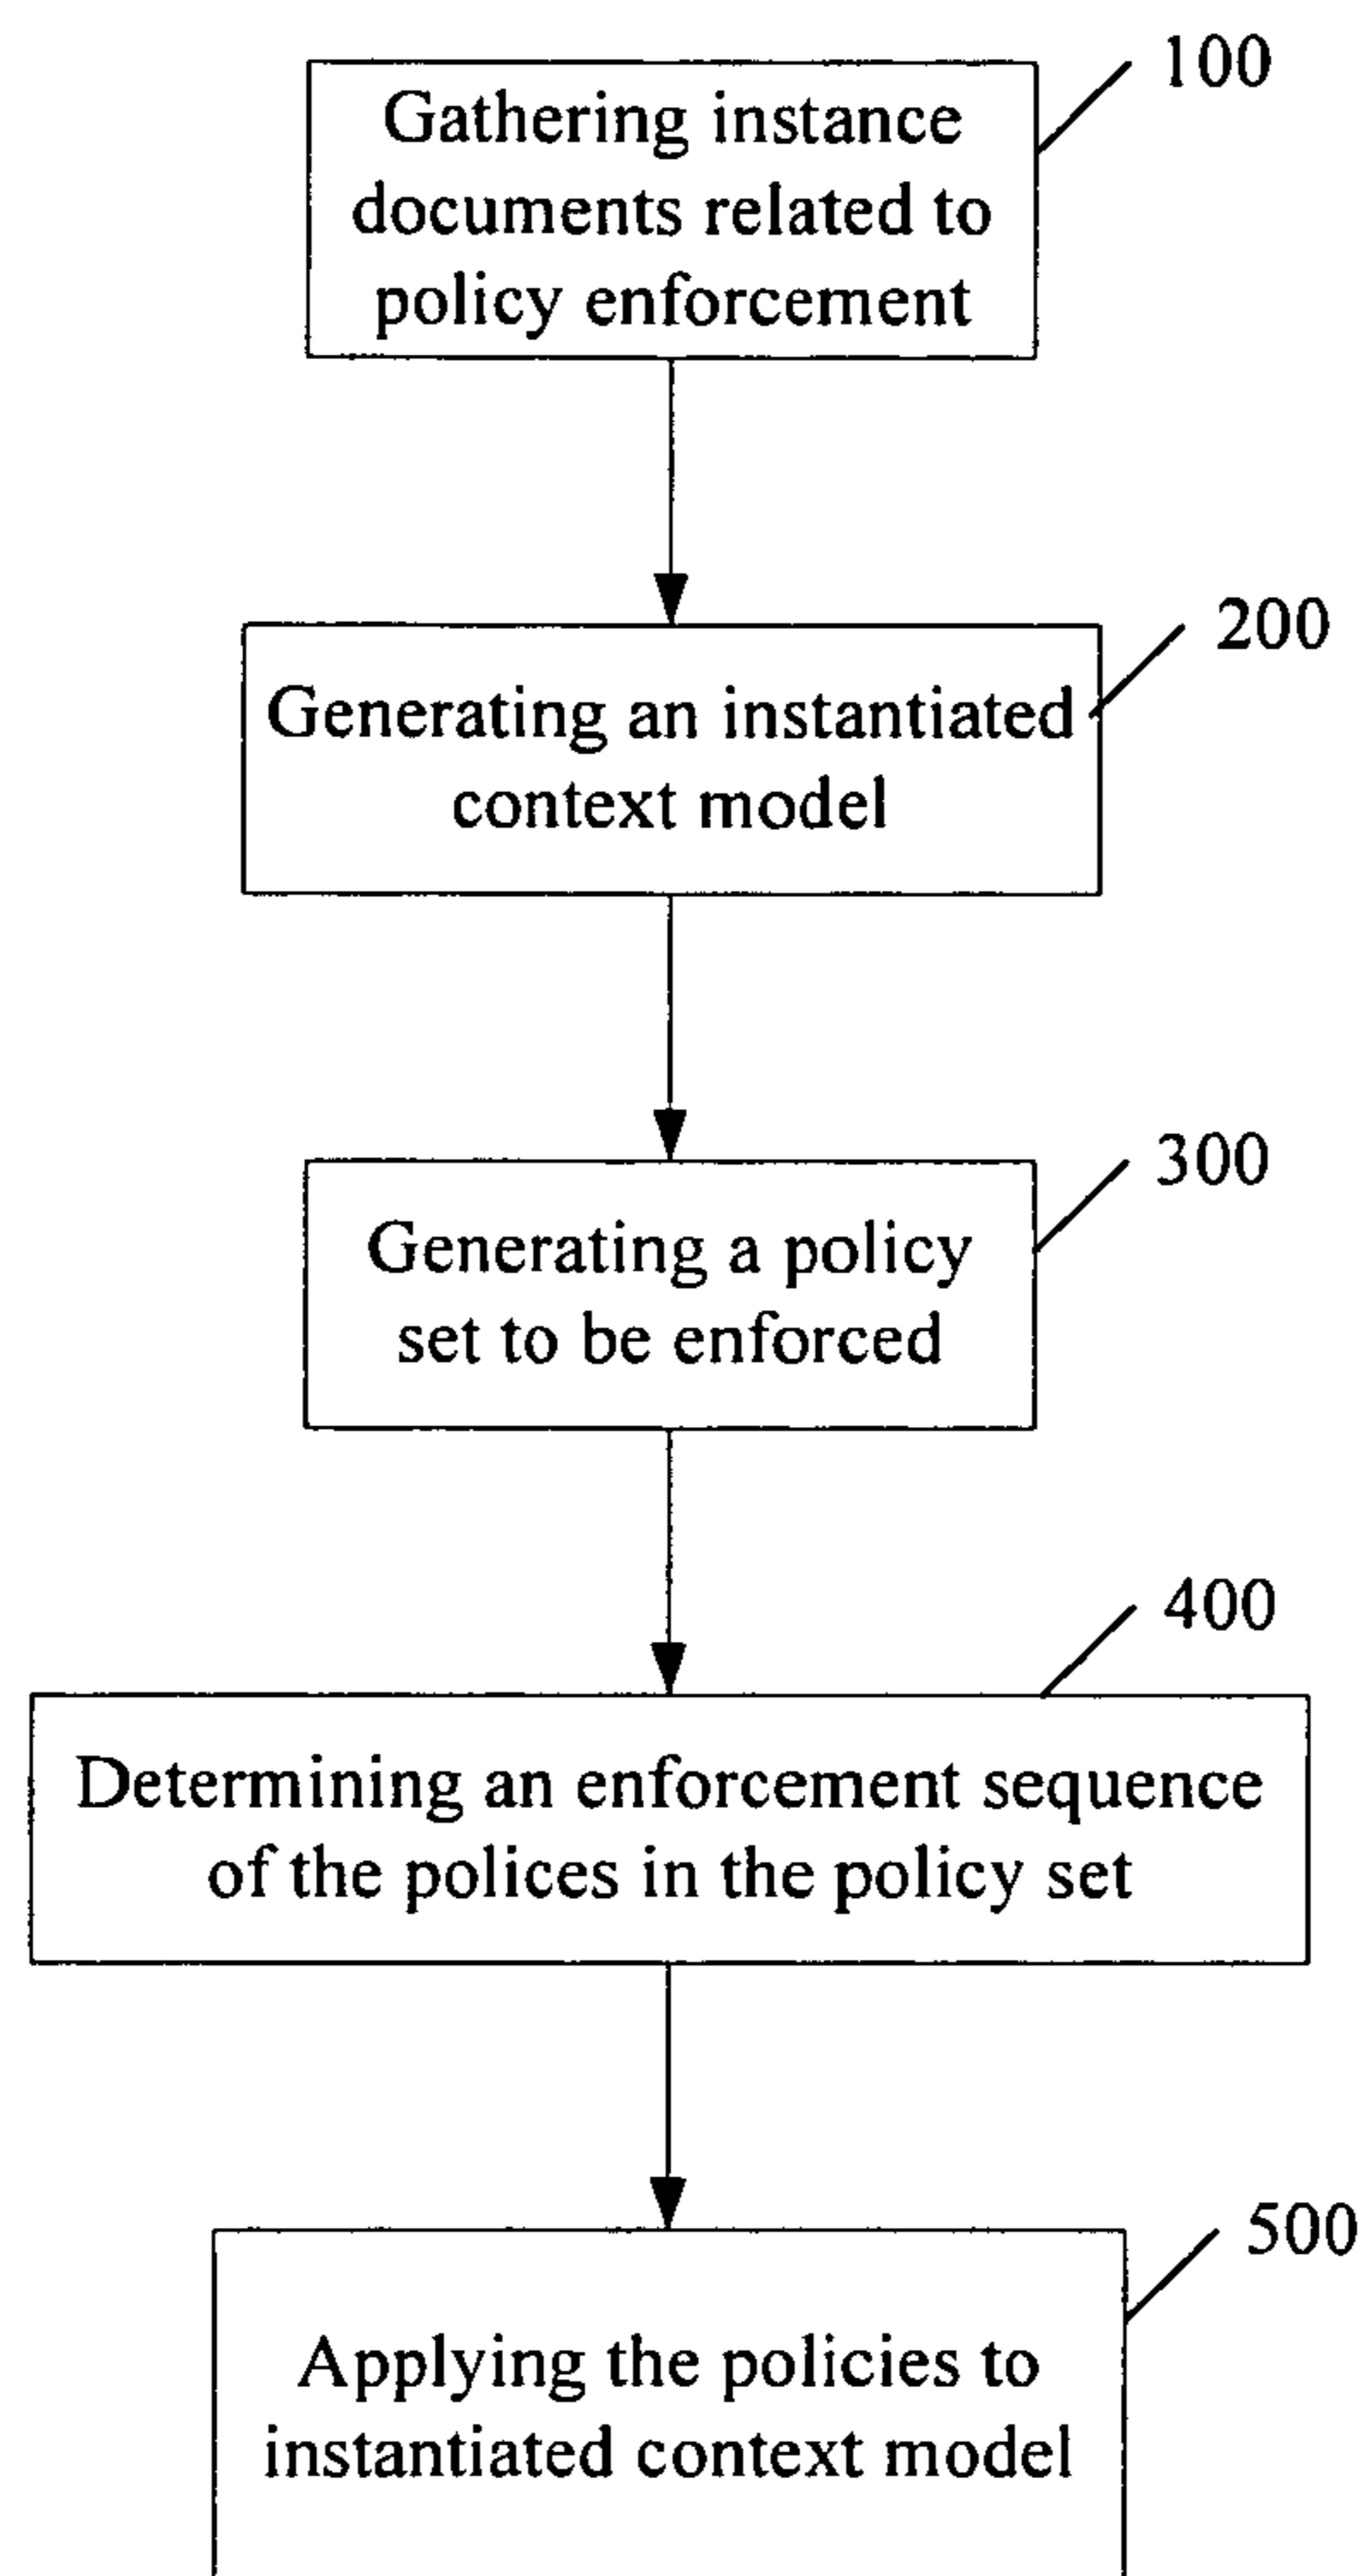 100
Gathering instance
documents related to
policy enforcement
200
Generating an instantiated
context model
300
Generating a policy
set to be enforced
400
Determining an enforcement sequence
of the polices in the policy set
500
Applying the policies to
instantiated context model